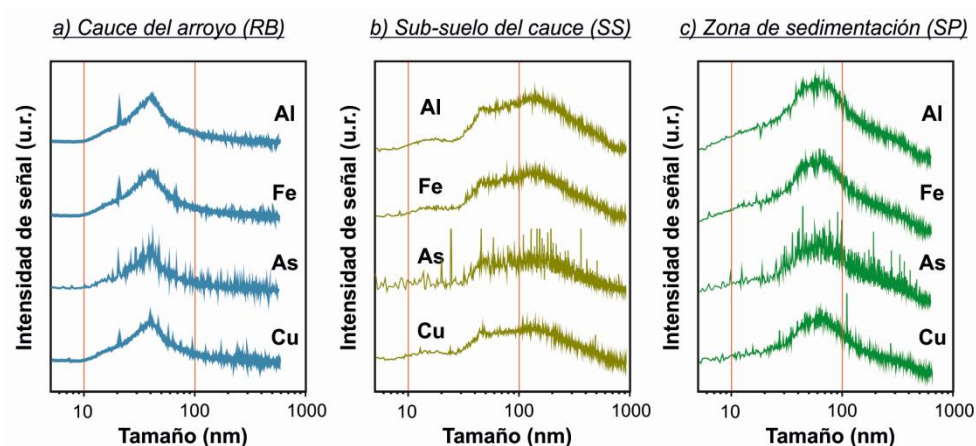 a) Cauce del arroyo (RB)
Intensidad de señal (u.r.)
Al
Fe
As
Cu
10 100 1000
Tamaño (nm)
b) Sub-suelo del cauce (SS)
Intensidad de señal (u.r.)
Al
Fe
As
Cu
10 100 1000
Tamaño (nm)
c) Zona de sedimentación (SP)
Intensidad de señal (u.r.)
Al
Fe
As
Cu
10 100 1000
Tamaño (nm)